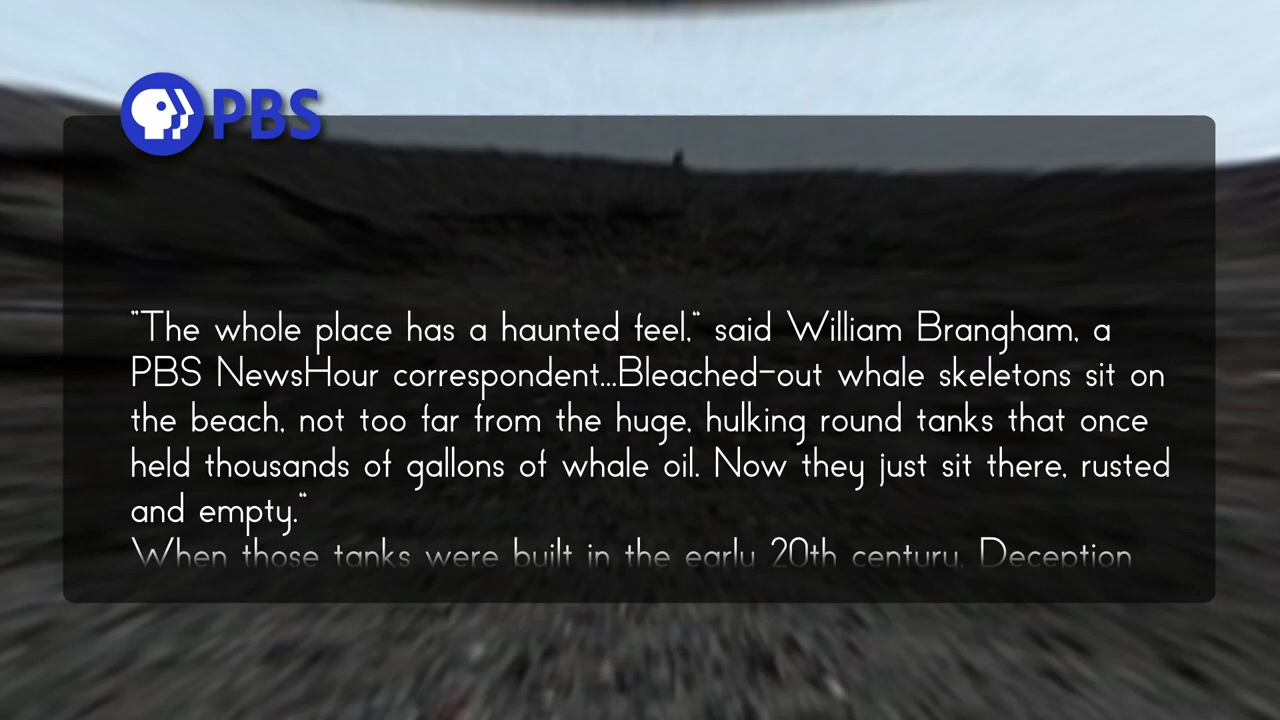 PBS
"The whole place has a haunted feel," said William Brangham, a
PBS NewsHour correspondent...Bleached-out whale skeletons sit on
the beach, not too far from the huge, hulking round tanks that once
held thousands of gallons of whale oil. Now they just sit there, rusted
and empty."
When those tanks were built in the early 20th century, Deception